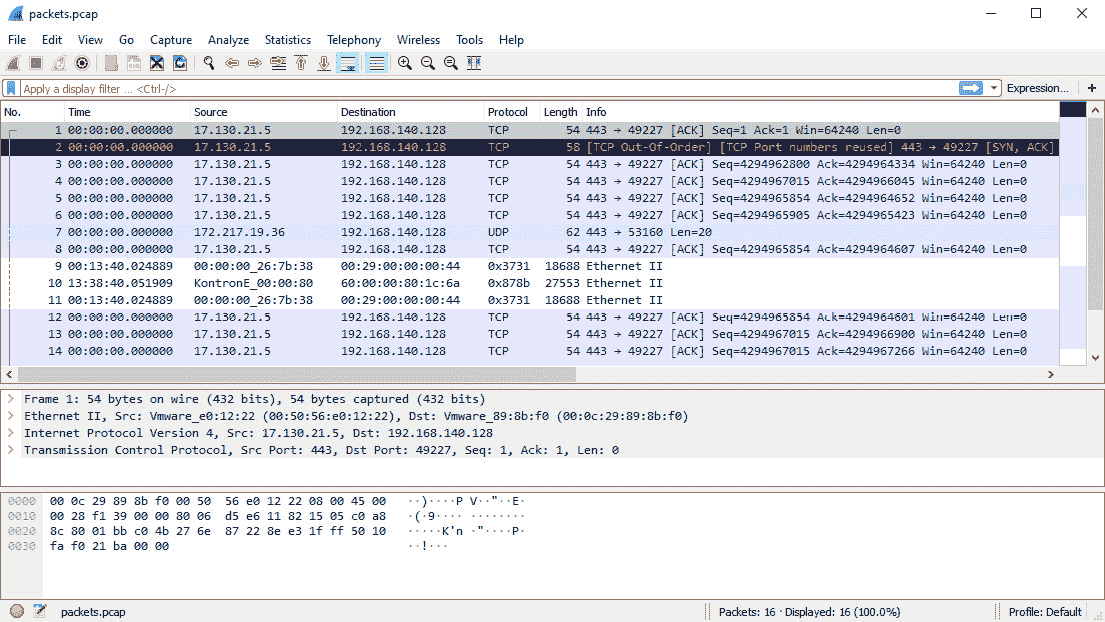 packets.pcap
File Edit View Go Capture Analyze Statistics Telephony Wireless Tools Help
Apply a display filter ... <Ctrl-/> Expression... +
No. Time Source Destination Protocol Length Info
1 00:00:00.000000 17.130.21.5 192.168.140.128 TCP 54 443 → 49227 [ACK] Seq=1 Ack=1 Win=64240 Len=0
2 00:00:00.000000 17.130.21.5 192.168.140.128 TCP 58 [TCP Out-Of-Order] [TCP Port numbers reused] 443 → 49227 [SYN, ACK]
3 00:00:00.000000 17.130.21.5 192.168.140.128 TCP 54 443 → 49227 [ACK] Seq=4294962800 Ack=4294964334 Win=64240 Len=0
4 00:00:00.000000 17.130.21.5 192.168.140.128 TCP 54 443 → 49227 [ACK] Seq=4294967015 Ack=4294966045 Win=64240 Len=0
5 00:00:00.000000 17.130.21.5 192.168.140.128 TCP 54 443 → 49227 [ACK] Seq=4294965854 Ack=4294964652 Win=64240 Len=0
6 00:00:00.000000 17.130.21.5 192.168.140.128 TCP 54 443 → 49227 [ACK] Seq=4294965905 Ack=4294965423 Win=64240 Len=0
7 00:00:00.000000 172.217.19.36 192.168.140.128 UDP 62 443 → 53160 Len=20
8 00:00:00.000000 17.130.21.5 192.168.140.128 TCP 54 443 → 49227 [ACK] Seq=4294965854 Ack=4294964607 Win=64240 Len=0
9 00:13:40.024889 00:00:00_26:7b:38 00:29:00:00:00:44 0x3731 18688 Ethernet II
10 13:38:40.051909 KontronE_00:00:80 60:00:00:80:1c:6a 0x878b 27553 Ethernet II
11 00:13:40.024889 00:00:00_26:7b:38 00:29:00:00:00:44 0x3731 18688 Ethernet II
12 00:00:00.000000 17.130.21.5 192.168.140.128 TCP 54 443 → 49227 [ACK] Seq=4294965854 Ack=4294964601 Win=64240 Len=0
13 00:00:00.000000 17.130.21.5 192.168.140.128 TCP 54 443 → 49227 [ACK] Seq=4294967015 Ack=4294966900 Win=64240 Len=0
14 00:00:00.000000 17.130.21.5 192.168.140.128 TCP 54 443 → 49227 [ACK] Seq=4294967015 Ack=4294967266 Win=64240 Len=0
Frame 1: 54 bytes on wire (432 bits), 54 bytes captured (432 bits)
Ethernet II, Src: Vmware_e0:12:22 (00:50:56:e0:12:22), Dst: Vmware_89:8b:f0 (00:0c:29:89:8b:f0)
Internet Protocol Version 4, Src: 17.130.21.5, Dst: 192.168.140.128
Transmission Control Protocol, Src Port: 443, Dst Port: 49227, Seq: 1, Ack: 1, Len: 0
0000 00 0c 29 89 8b f0 00 50 56 e0 12 22 08 00 45 00 ··)····P V··"··E·
0010 00 28 f1 39 00 00 80 06 d5 e6 11 82 15 05 c0 a8 ·(·9···· ········
0020 8c 80 01 bb c0 4b 27 6e 87 22 8e e3 1f ff 50 10 ·····K'n ·"····P·
0030 fa f0 21 ba 00 00 ··!···
packets.pcap Packets: 16 · Displayed: 16 (100.0%) Profile: Default